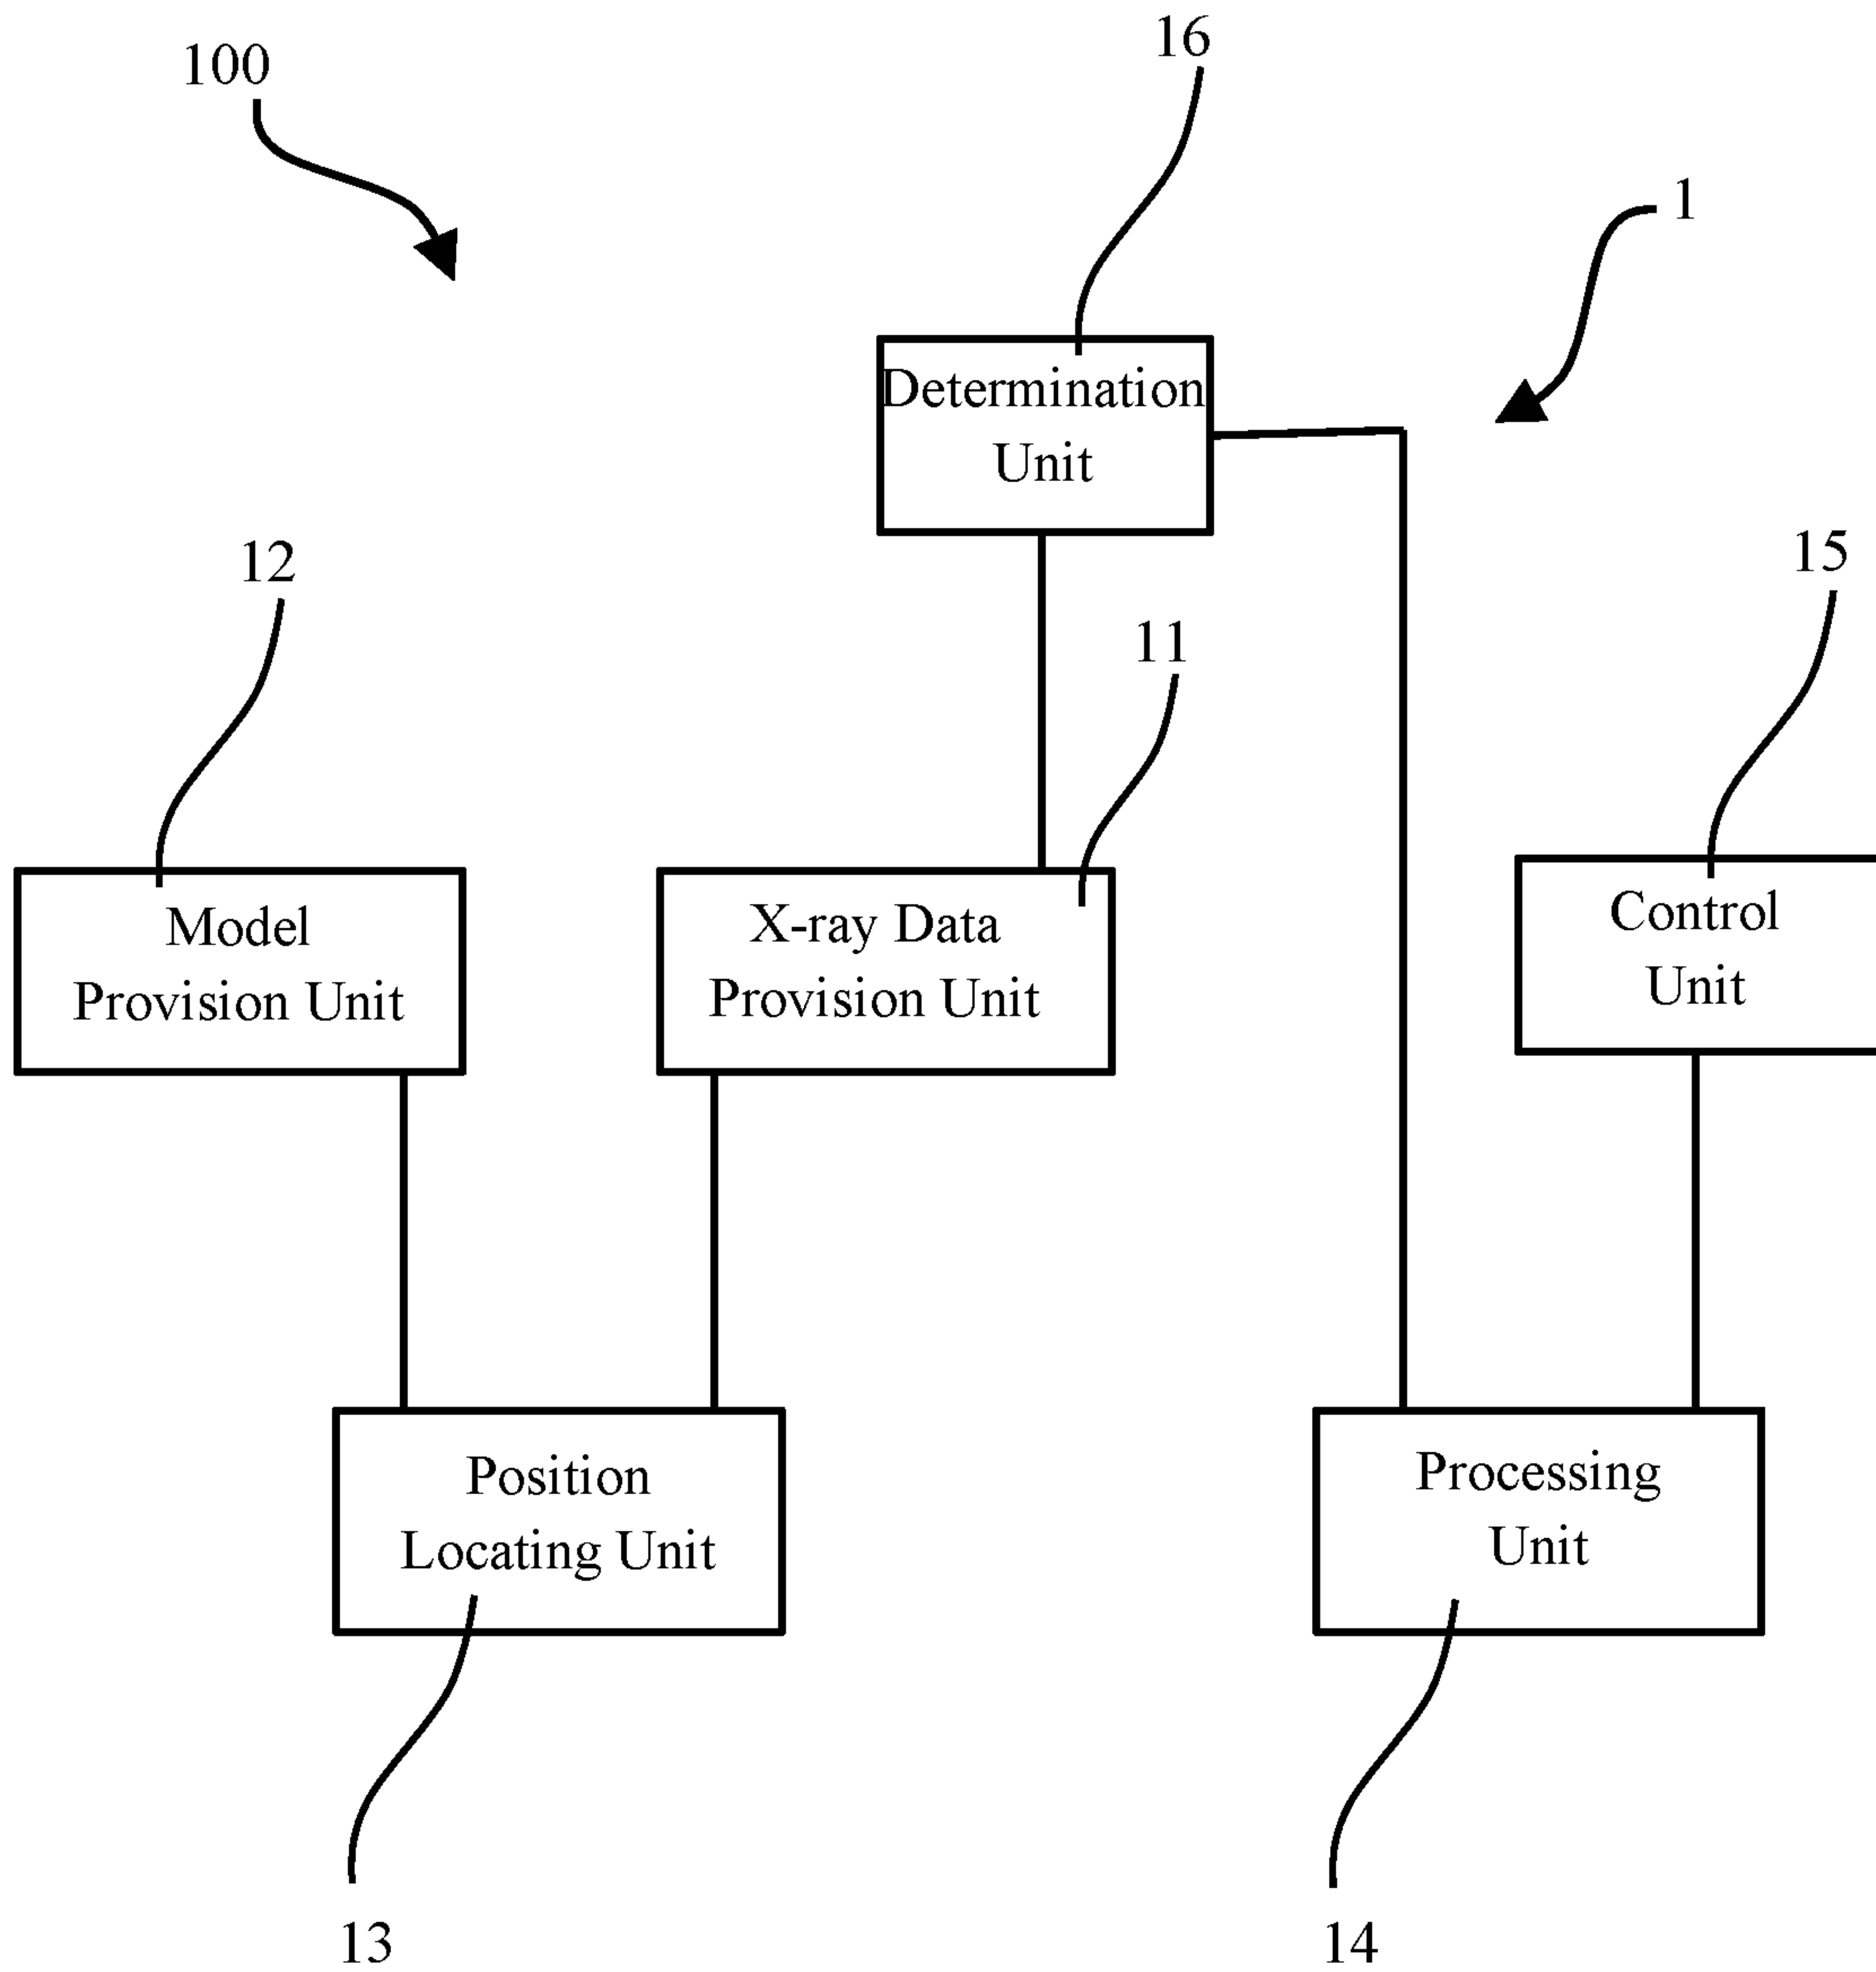 16
100
1
Determination
Unit
12
15
11
Model
Provision Unit
X-ray Data
Provision Unit
Control
Unit
Position
Locating Unit
Processing
Unit
13
14